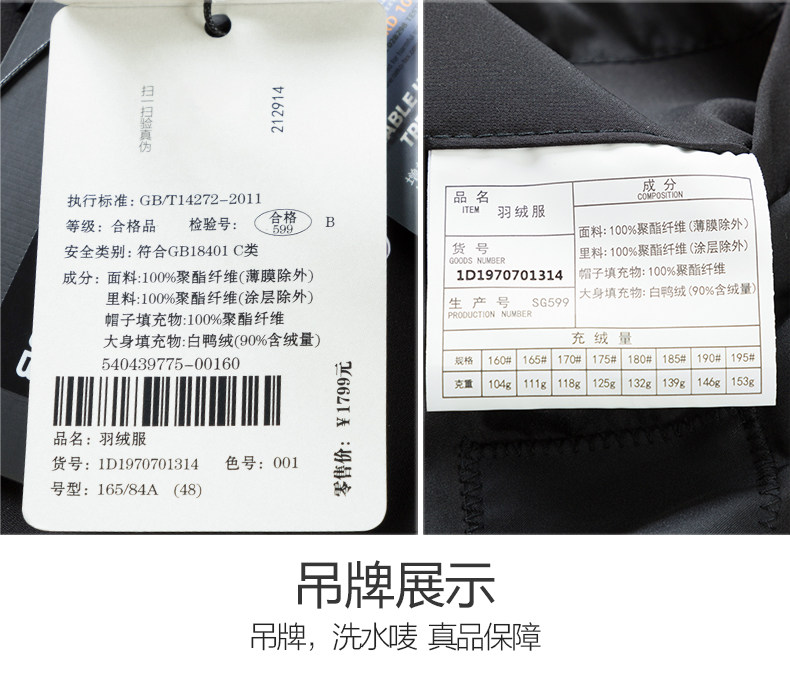 扫一扫验真伪
212914
执行标准: GB/T14272-2011
等级: 合格品 检验号: 合格 599 B
安全类别: 符合GB18401 C类
成分: 面料:100%聚酯纤维(薄膜除外)
里料:100%聚酯纤维(涂层除外)
帽子填充物:100%聚酯纤维
大身填充物:白鸭绒(90%含绒量)
540439775-00160
品名: 羽绒服
货号: 1D1970701314 色号: 001
号型: 165/84A (48)
零售价: ¥1799元
品名 羽绒服
ITEM
货号
GOODS NUMBER
1D1970701314
生产号 SG599
PRODUCTION NUMBER
成分
COMPOSITION
面料:100%聚酯纤维(薄膜除外)
里料:100%聚酯纤维(涂层除外)
帽子填充物:100%聚酯纤维
大身填充物:白鸭绒(90%含绒量)
充绒量
规格 160# 165# 170# 175# 180# 185# 190# 195#
克重 104g 111g 118g 125g 132g 139g 146g 153g
吊牌展示
吊牌, 洗水唛 真品保障